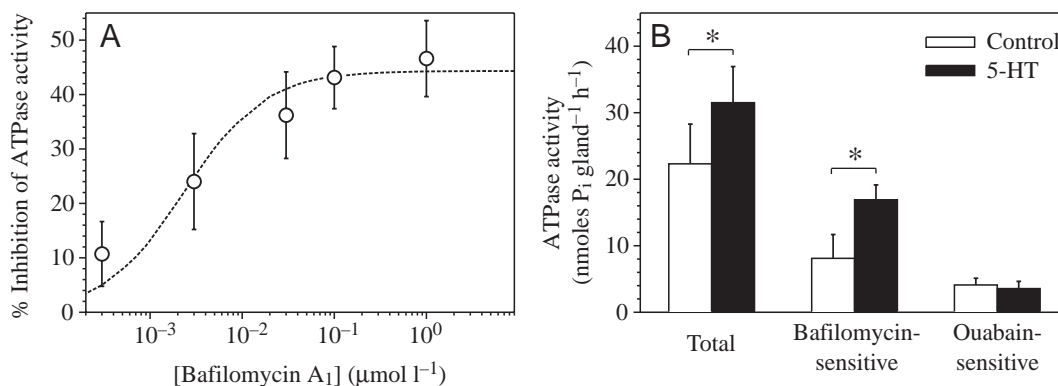 A
% Inhibition of ATPase activity
50
40
30
20
10
0
10⁻³ 10⁻² 10⁻¹ 10⁰
[Bafilomycin A₁] (μmol l⁻¹)
B
Control
5-HT
ATPase activity
(nmoles Pᵢ gland⁻¹ h⁻¹)
40
30
20
10
0
*
*
Total
Bafilomycin-
sensitive
Ouabain-
sensitive